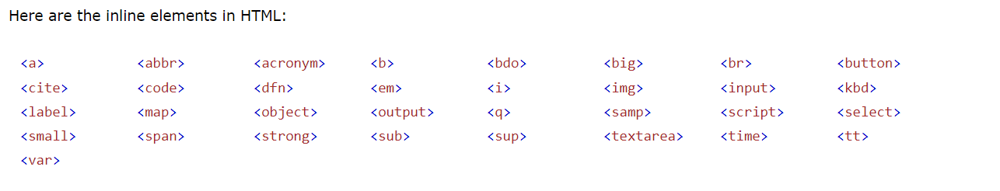 Here are the inline elements in HTML:
<a> <abbr> <acronym> <b> <bdo> <big> <br> <button>
<cite> <code> <dfn> <em> <i> <img> <input> <kbd>
<label> <map> <object> <output> <q> <samp> <script> <select>
<small> <span> <strong> <sub> <sup> <textarea> <time> <tt>
<var>